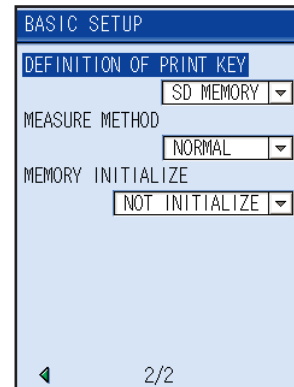 BASIC SETUP
DEFINITION OF PRINT KEY
SD MEMORY
MEASURE METHOD
NORMAL
MEMORY INITIALIZE
NOT INITIALIZE
2/2